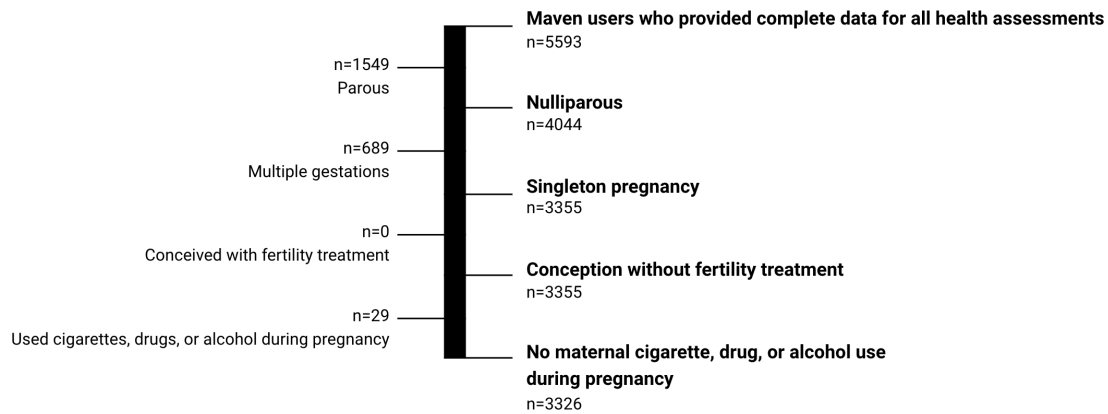 Maven users who provided complete data for all health assessments
n=5593
n=1549
Parous
Nulliparous
n=4044
n=689
Multiple gestations
Singleton pregnancy
n=3355
n=0
Conceived with fertility treatment
Conception without fertility treatment
n=3355
n=29
Used cigarettes, drugs, or alcohol during pregnancy
No maternal cigarette, drug, or alcohol use
during pregnancy
n=3326